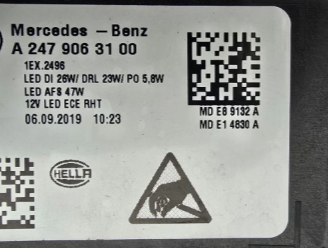 Mercedes-Benz
A 247 906 31 00
1EX.2496
LED DI 26W/ DRL 23W/ PO 5,8W
LED AFS 47W
12V LED ECE RHT
06.09.2019 10:23
MD E8 9132 A
MD E1 4830 A
HELLA